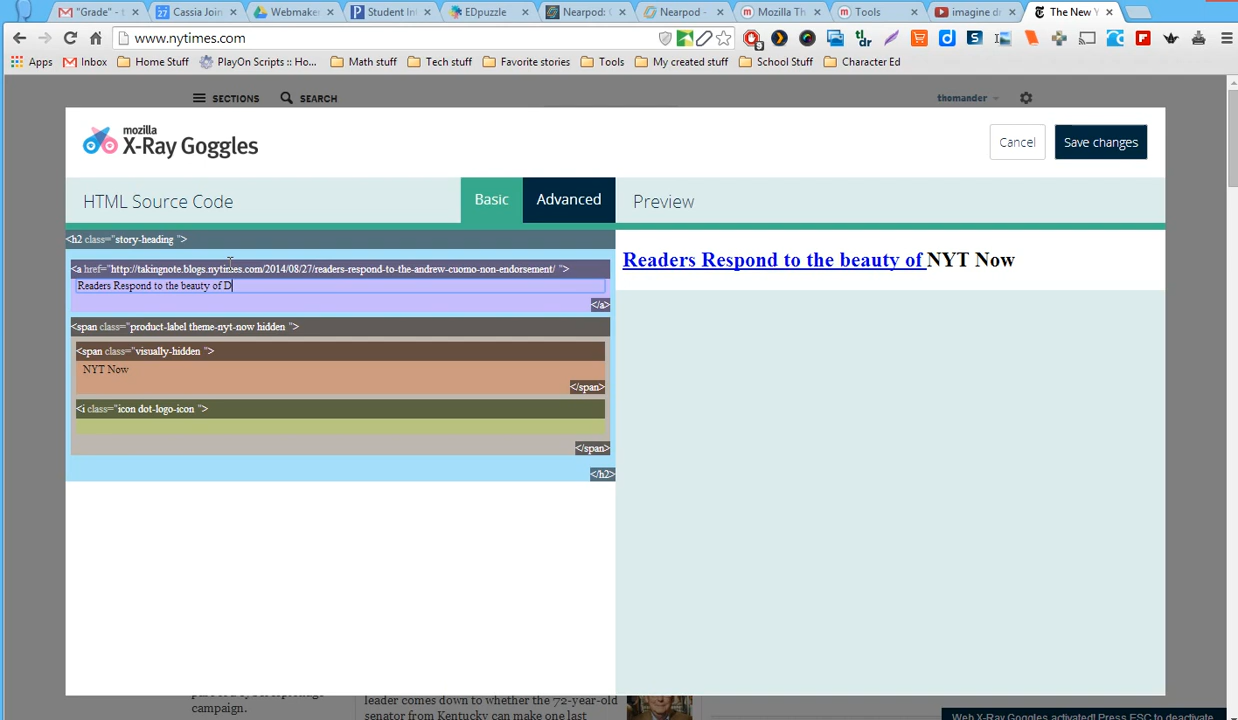 "Grade" - t
Cassia Join
Webmaker
Student Int
EDpuzzle
Nearpod: C
Nearpod -
Mozilla Th
Tools
imagine dr
The New Y
www.nytimes.com
9
tl;dr
Apps
Inbox
Home Stuff
PlayOn Scripts :: Ho...
Math stuff
Tech stuff
Favorite stories
Tools
My created stuff
School Stuff
Character Ed
SECTIONS
SEARCH
thomander
mozilla
X-Ray Goggles
Cancel
Save changes
HTML Source Code
Basic
Advanced
Preview
<h2 class="story-heading ">
<a href="http://takingnote.blogs.nytimes.com/2014/08/27/readers-respond-to-the-andrew-cuomo-non-endorsement/ ">
Readers Respond to the beauty of D
</a>
<span class="product-label theme-nyt-now hidden ">
<span class="visually-hidden ">
NYT Now
</span>
<i class="icon dot-logo-icon ">
</span>
</h2>
Readers Respond to the beauty of NYT Now
campaign.
leader comes down to whether the 72-year-old
senator from Kentucky can make one last
Web X-Ray Goggles activated! Press ESC to deactivate.